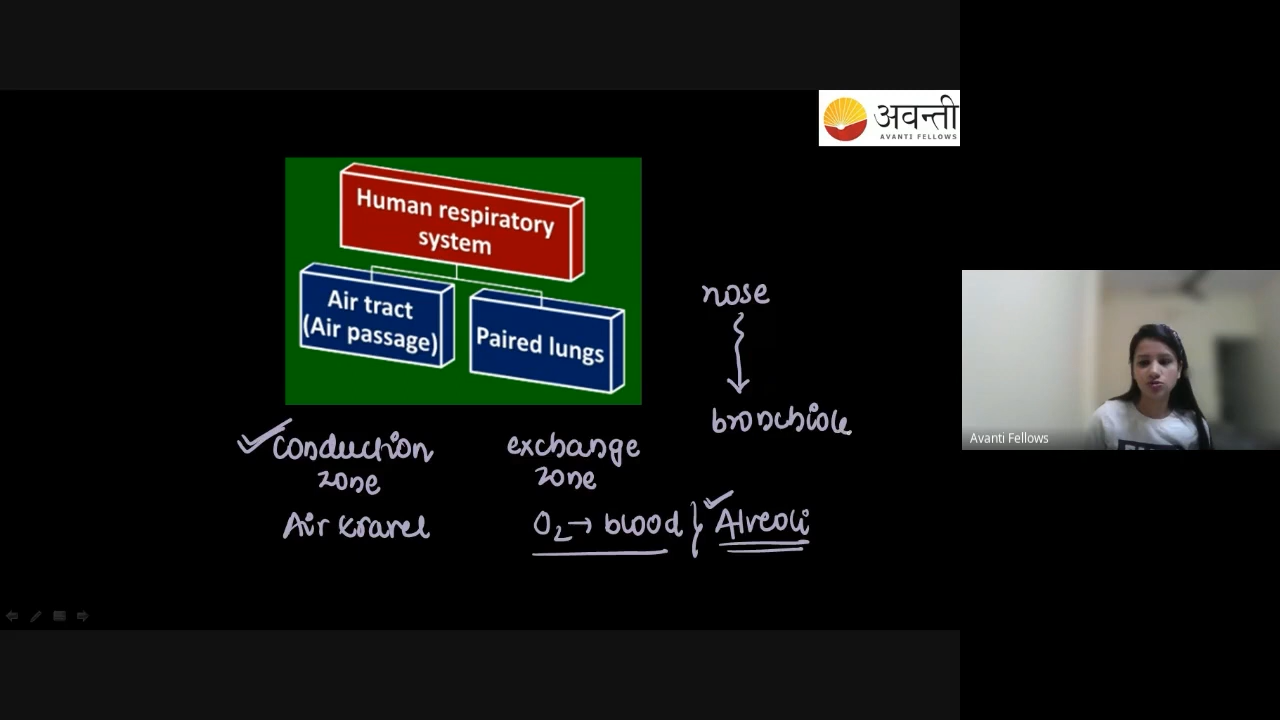 अवन्ती
AVANTI FELLOWS
Human respiratory
system
Air tract
(Air passage)
Paired lungs
nose
bronchiole
Conduction
zone
exchange
zone
Air travel
O₂→ blood } Alveoli
Avanti Fellows